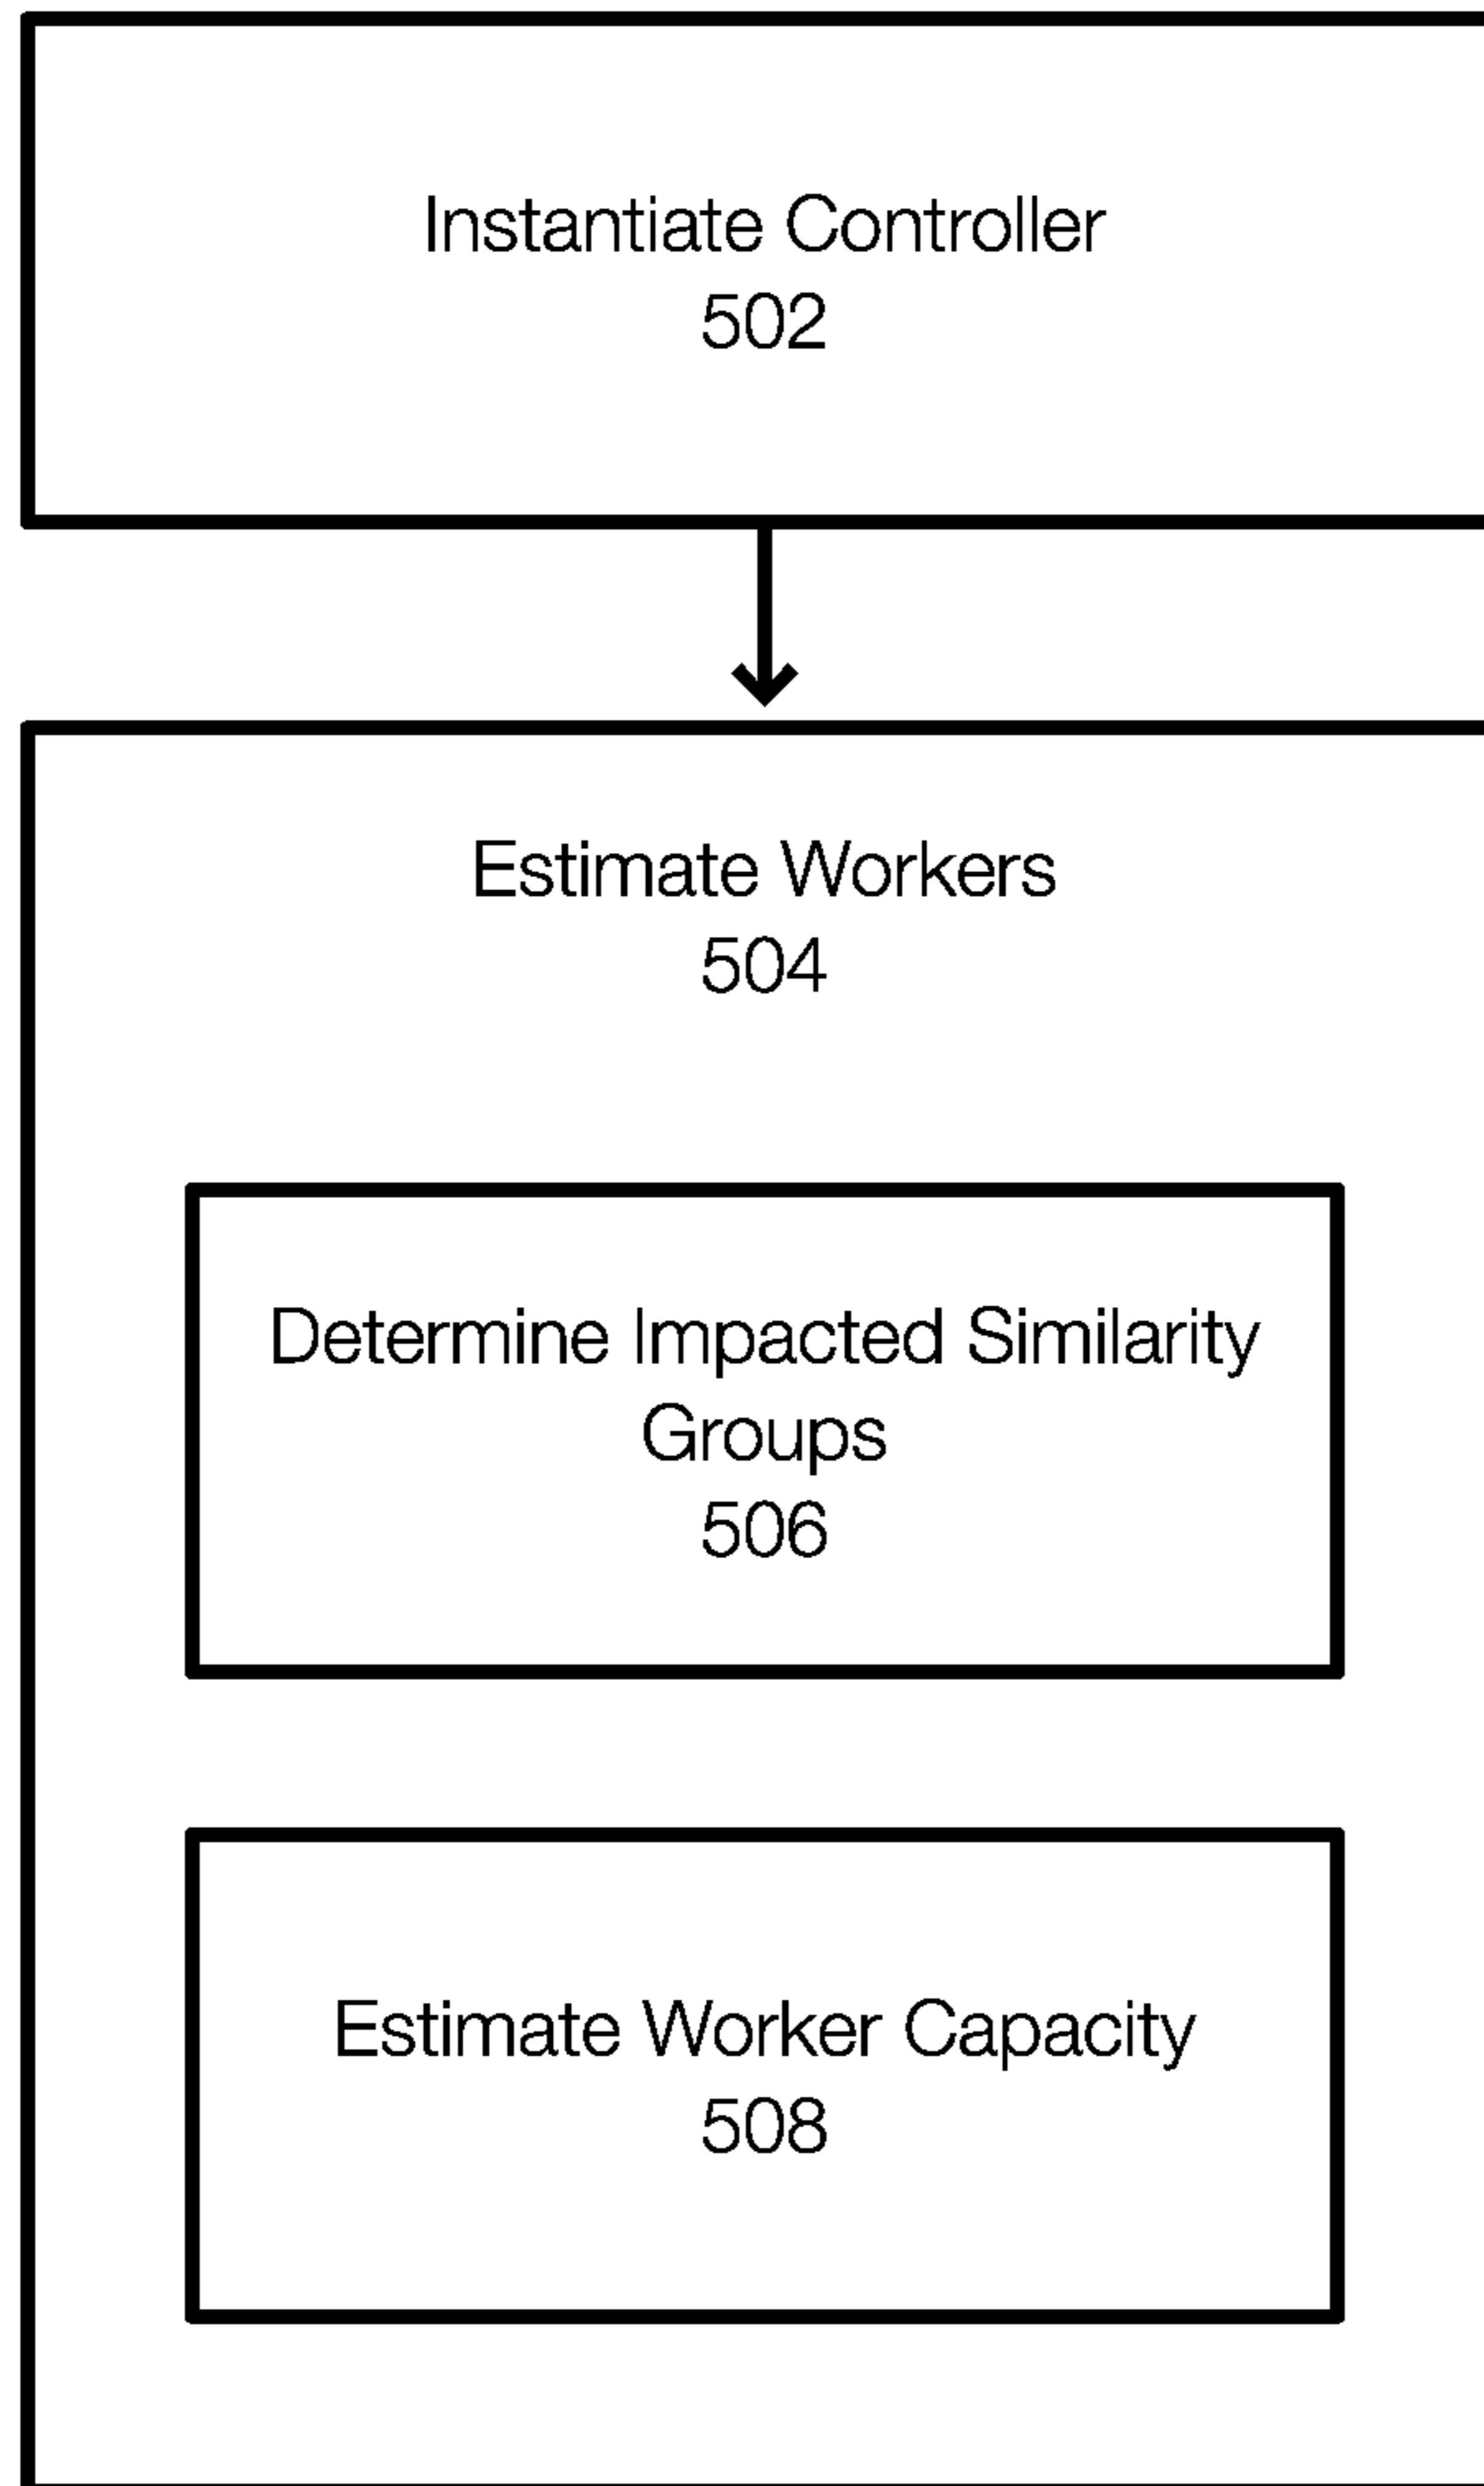 Instantiate Controller
502
Estimate Workers
504
Determine Impacted Similarity
Groups
506
Estimate Worker Capacity
508